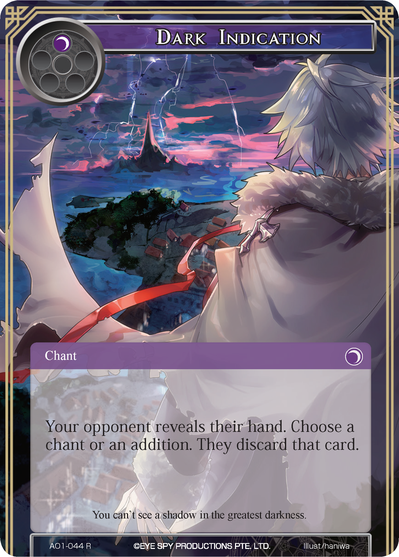 Dark Indication
Chant
Your opponent reveals their hand. Choose a
chant or an addition. They discard that card.
You can't see a shadow in the greatest darkness.
A01-044 R ©EYE SPY PRODUCTIONS PTE. LTD. Illust/haniwa